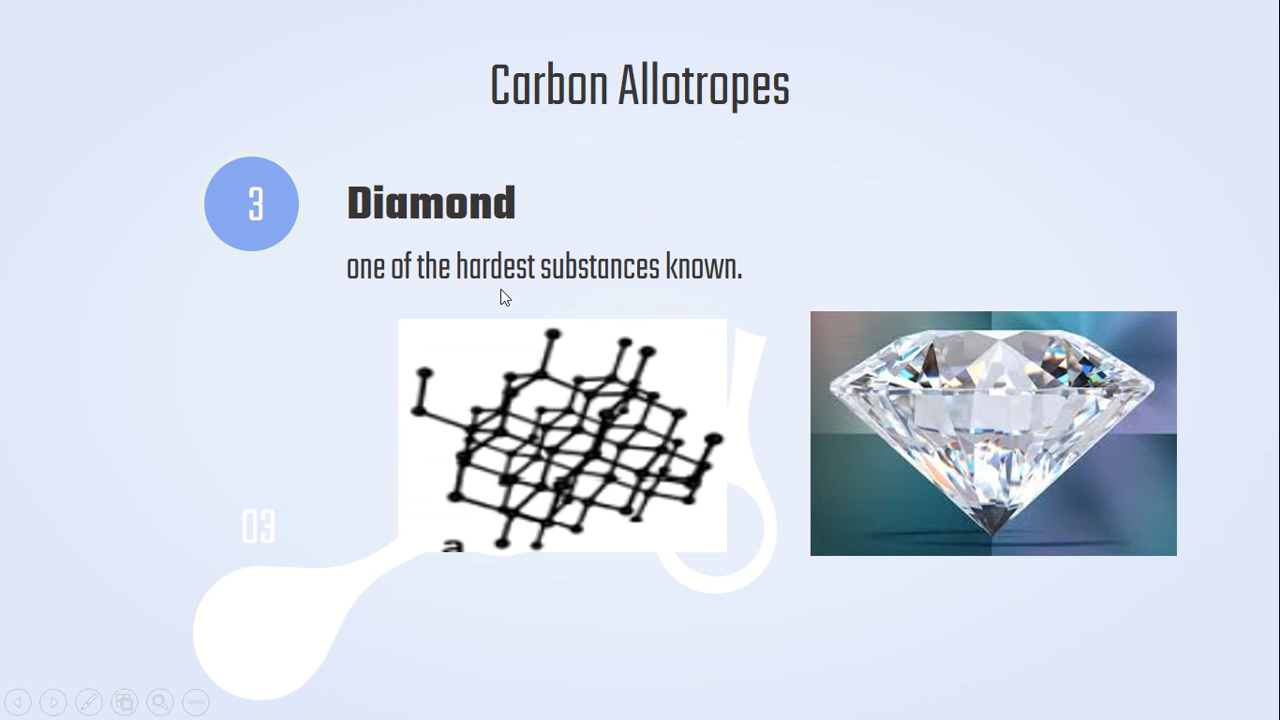 Carbon Allotropes
3
Diamond
one of the hardest substances known.
a
03